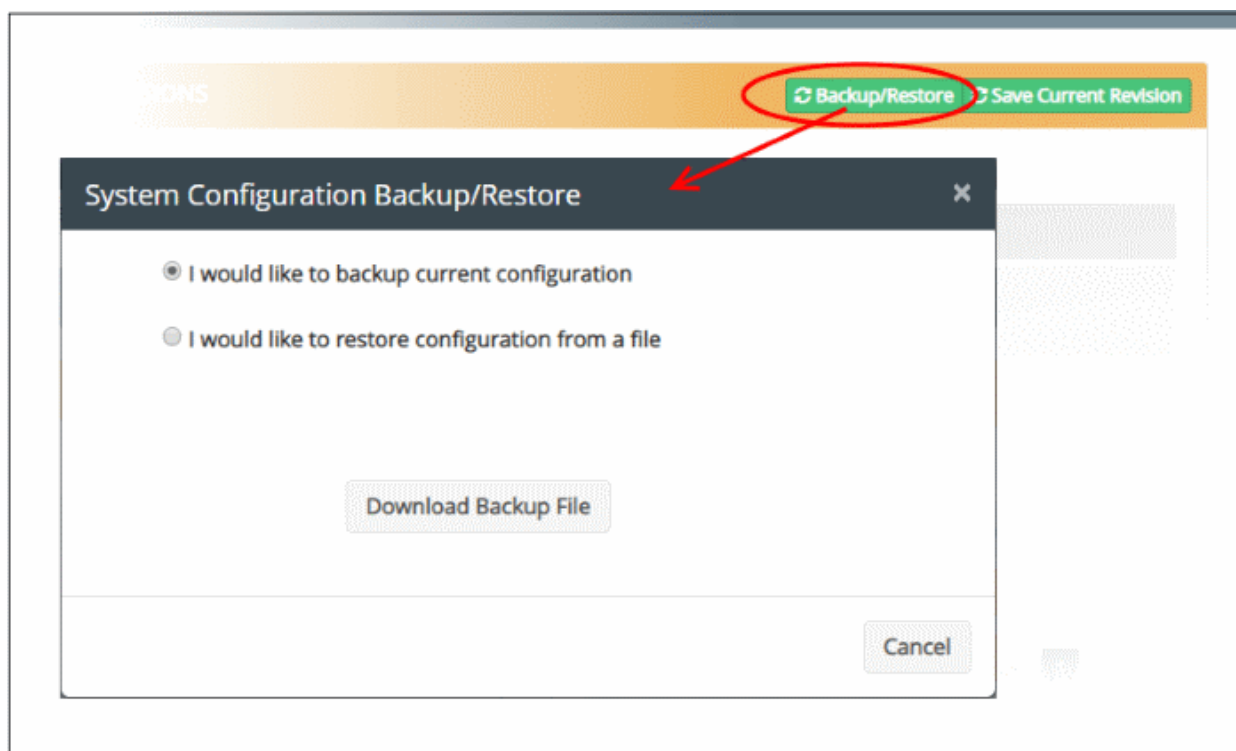 Backup/Restore
Save Current Revision
System Configuration Backup/Restore
I would like to backup current configuration
I would like to restore configuration from a file
Download Backup File
Cancel